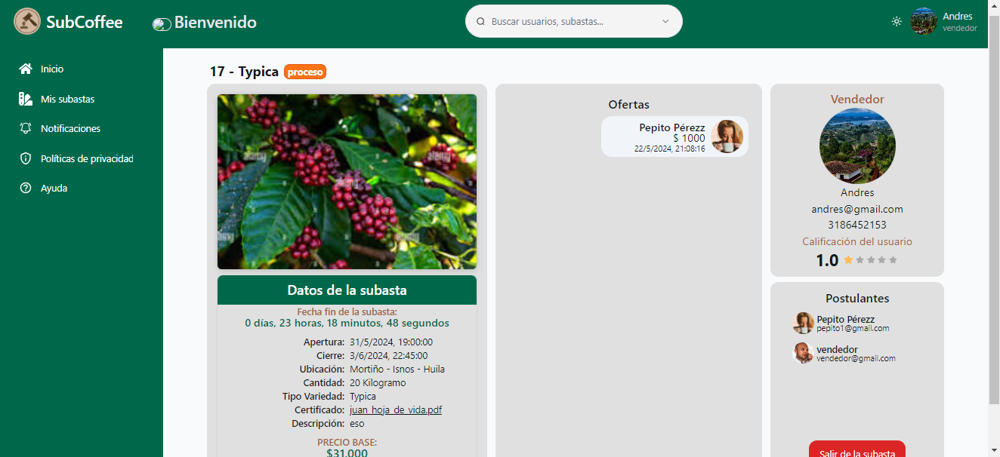 SubCoffee
Bienvenido
Buscar usuarios, subastas...
Andres
vendedor
Inicio
Mis subastas
Notificaciones
Políticas de privacidad
Ayuda
17 - Typica proceso
alamy
alamy
alamy
alamy
Datos de la subasta
Fecha fin de la subasta:
0 días, 23 horas, 18 minutos, 48 segundos
Apertura: 31/5/2024, 19:00:00
Cierre: 3/6/2024, 22:45:00
Ubicación: Mortiño - Isnos - Huila
Cantidad: 20 Kilogramo
Tipo Variedad: Typica
Certificado: juan_hoja_de_vida.pdf
Descripción: eso
PRECIO BASE:
$31.000
Ofertas
Pepito Pérezz
$ 1000
22/5/2024, 21:08:16
Vendedor
Andres
andres@gmail.com
3186452153
Calificación del usuario
1.0
Postulantes
Pepito Pérezz
pepito1@gmail.com
vendedor
vendedor@gmail.com
Salir de la subasta